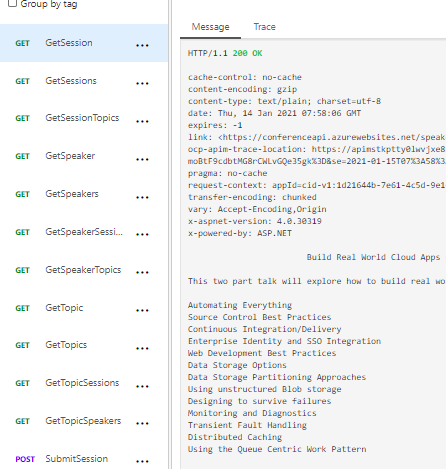 Group by tag
GET GetSession ...
GET GetSessions ...
GET GetSessionTopics ...
GET GetSpeaker ...
GET GetSpeakers ...
GET GetSpeakerSessi... ...
GET GetSpeakerTopics ...
GET GetTopic ...
GET GetTopics ...
GET GetTopicSessions ...
GET GetTopicSpeakers ...
POST SubmitSession ...
Message Trace
HTTP/1.1 200 OK
cache-control: no-cache
content-encoding: gzip
content-type: text/plain; charset=utf-8
date: Thu, 14 Jan 2021 07:58:06 GMT
expires: -1
link: <https://conferenceapi.azurewebsites.net/speak
ocp-apim-trace-location: https://apimstkptty0lwvjxe8
moBtF9cdbtMG8rCWLvGQe35gk%3D&se=2021-01-15T07%3A58%3
pragma: no-cache
request-context: appId=cid-v1:1d21644b-7e61-4c5d-9e1
transfer-encoding: chunked
vary: Accept-Encoding,Origin
x-aspnet-version: 4.0.30319
x-powered-by: ASP.NET
Build Real World Cloud Apps
This two part talk will explore how to build real wo
Automating Everything
Source Control Best Practices
Continuous Integration/Delivery
Enterprise Identity and SSO Integration
Web Development Best Practices
Data Storage Options
Data Storage Partitioning Approaches
Using unstructured Blob storage
Designing to survive failures
Monitoring and Diagnostics
Transient Fault Handling
Distributed Caching
Using the Queue Centric Work Pattern